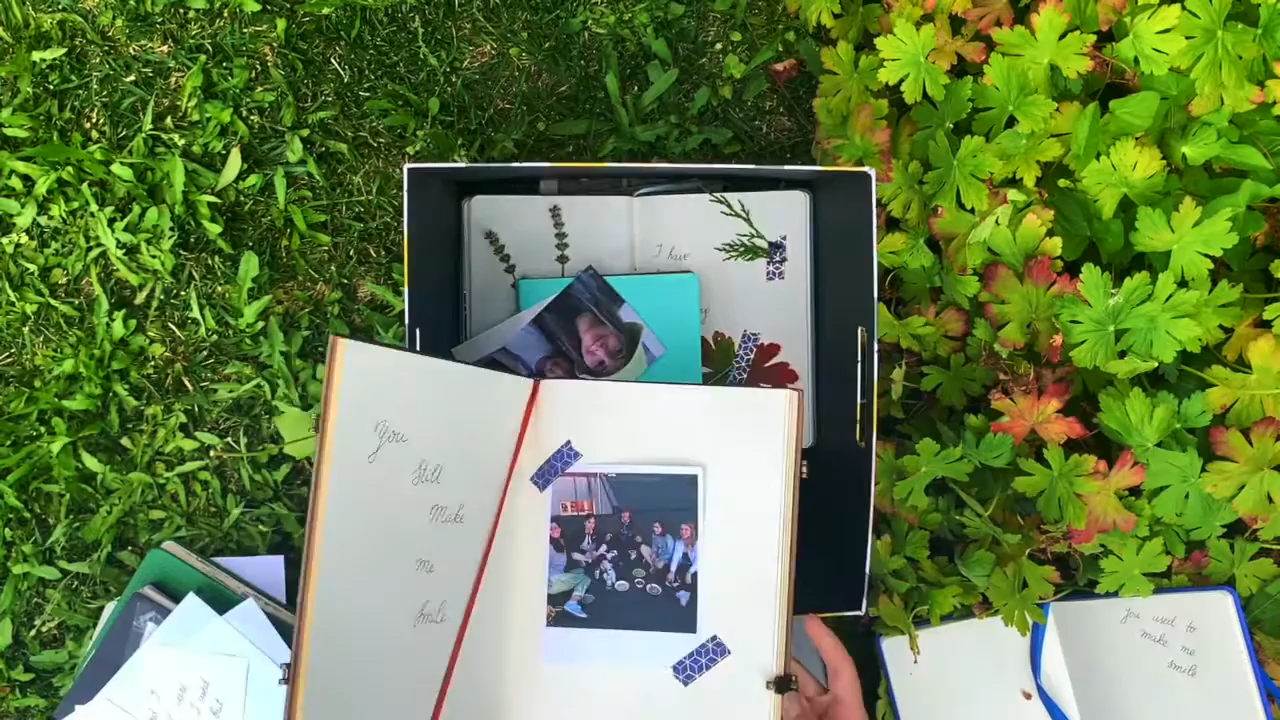 I have
You
Still
Make
me
Smile
You used to
make me
smile